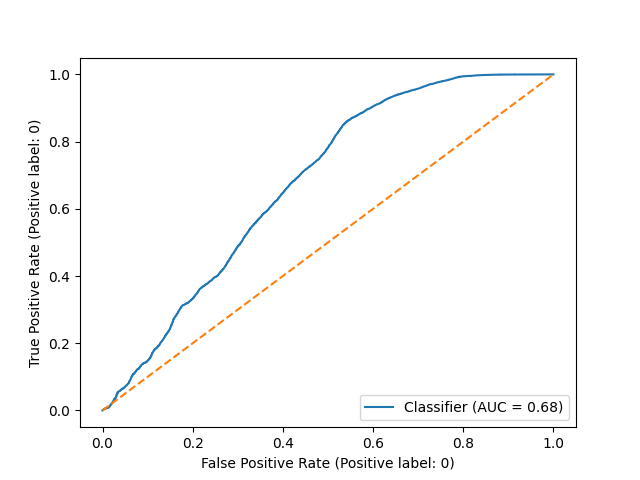 1.0
0.8
0.6
0.4
0.2
0.0
True Positive Rate (Positive label: 0)
Classifier (AUC = 0.68)
0.0 0.2 0.4 0.6 0.8 1.0
False Positive Rate (Positive label: 0)